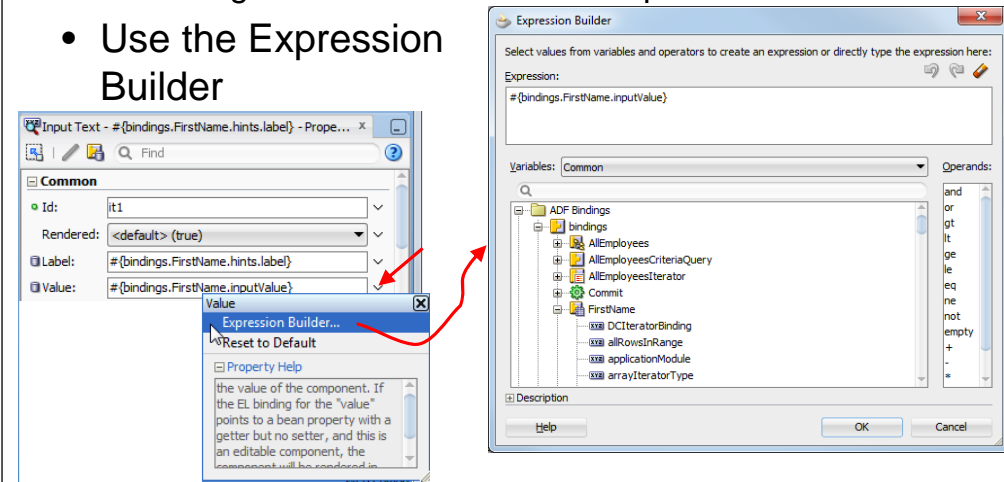 • Use the Expression
Builder
Input Text - #{bindings.FirstName.hints.label} - Prope... x
Find
Common
Id: it1
Rendered: <default> (true)
Label: #{bindings.FirstName.hints.label}
Value: #{bindings.FirstName.inputValue}
Value
Expression Builder...
Reset to Default
Property Help
the value of the component. If
the EL binding for the "value"
points to a bean property with a
getter but no setter, and this is
an editable component, the
component will be rendered in
Expression Builder
Select values from variables and operators to create an expression or directly type the expression here:
Expression:
#{bindings.FirstName.inputValue}
Variables: Common
Operands:
ADF Bindings
bindings
AllEmployees
AllEmployeesCriteriaQuery
AllEmployeesIterator
Commit
FirstName
DCIteratorBinding
allRowsInRange
applicationModule
arrayIteratorType
and
or
gt
lt
ge
le
eq
ne
not
empty
+
-
*
Description
Help
OK
Cancel